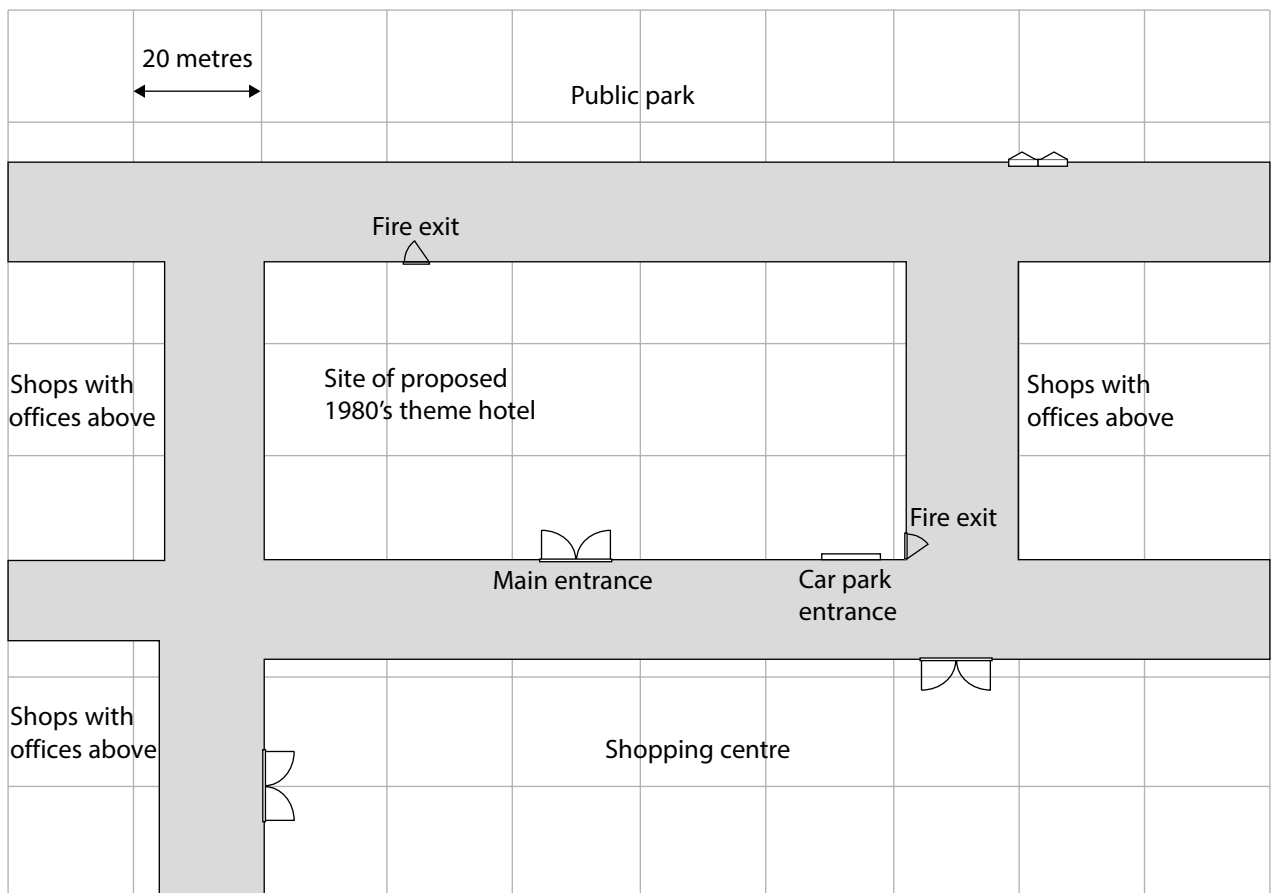 20 metres
Public park
Fire exit
Shops with
offices above
Site of proposed
1980's theme hotel
Shops with
offices above
Fire exit
Main entrance
Car park
entrance
Shops with
offices above
Shopping centre